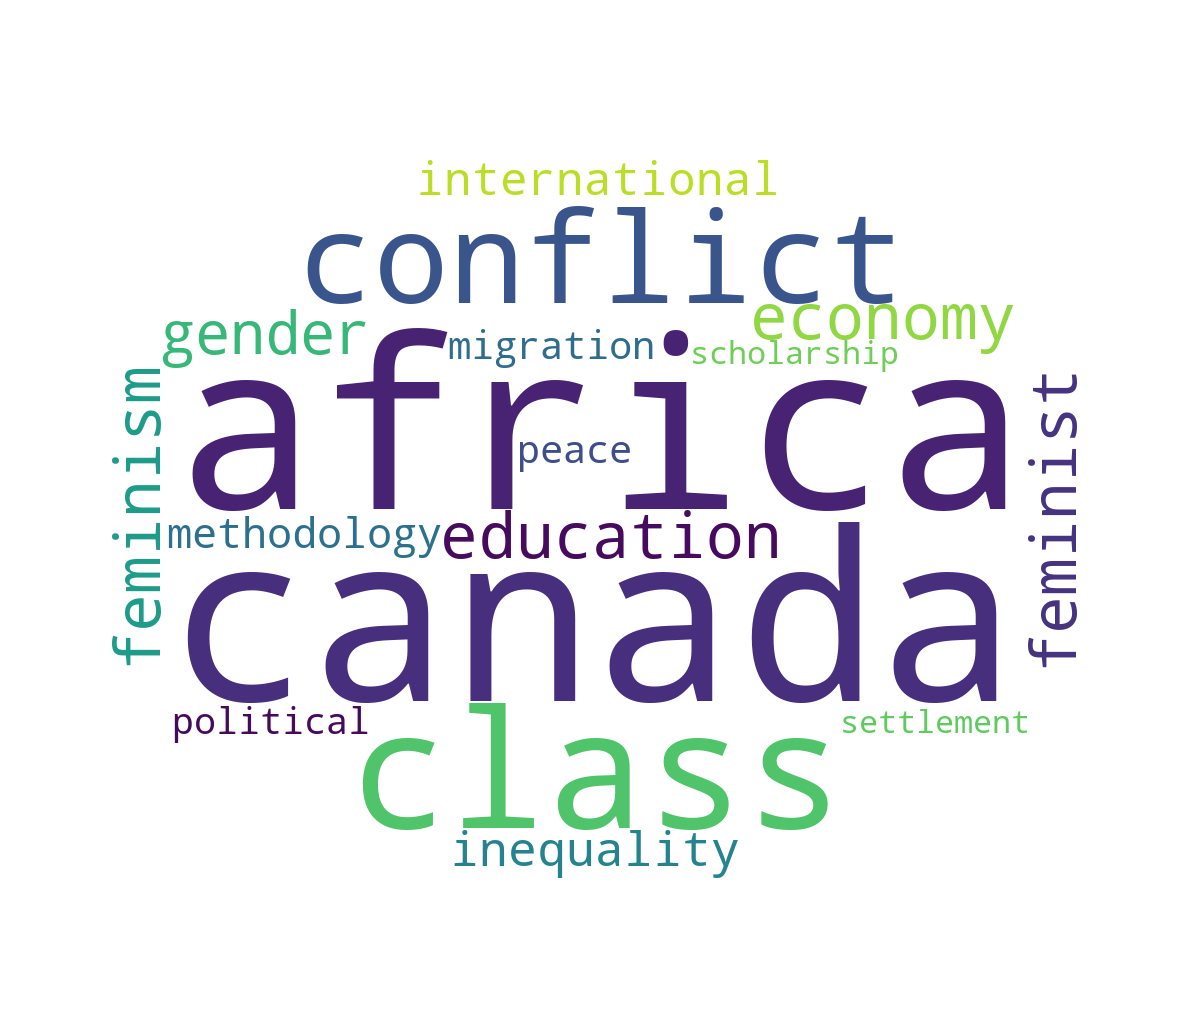 international
conflict
economy
gender
migration
scholarship
africa
feminism
feminist
peace
methodology
education
canada
political
settlement
class
inequality